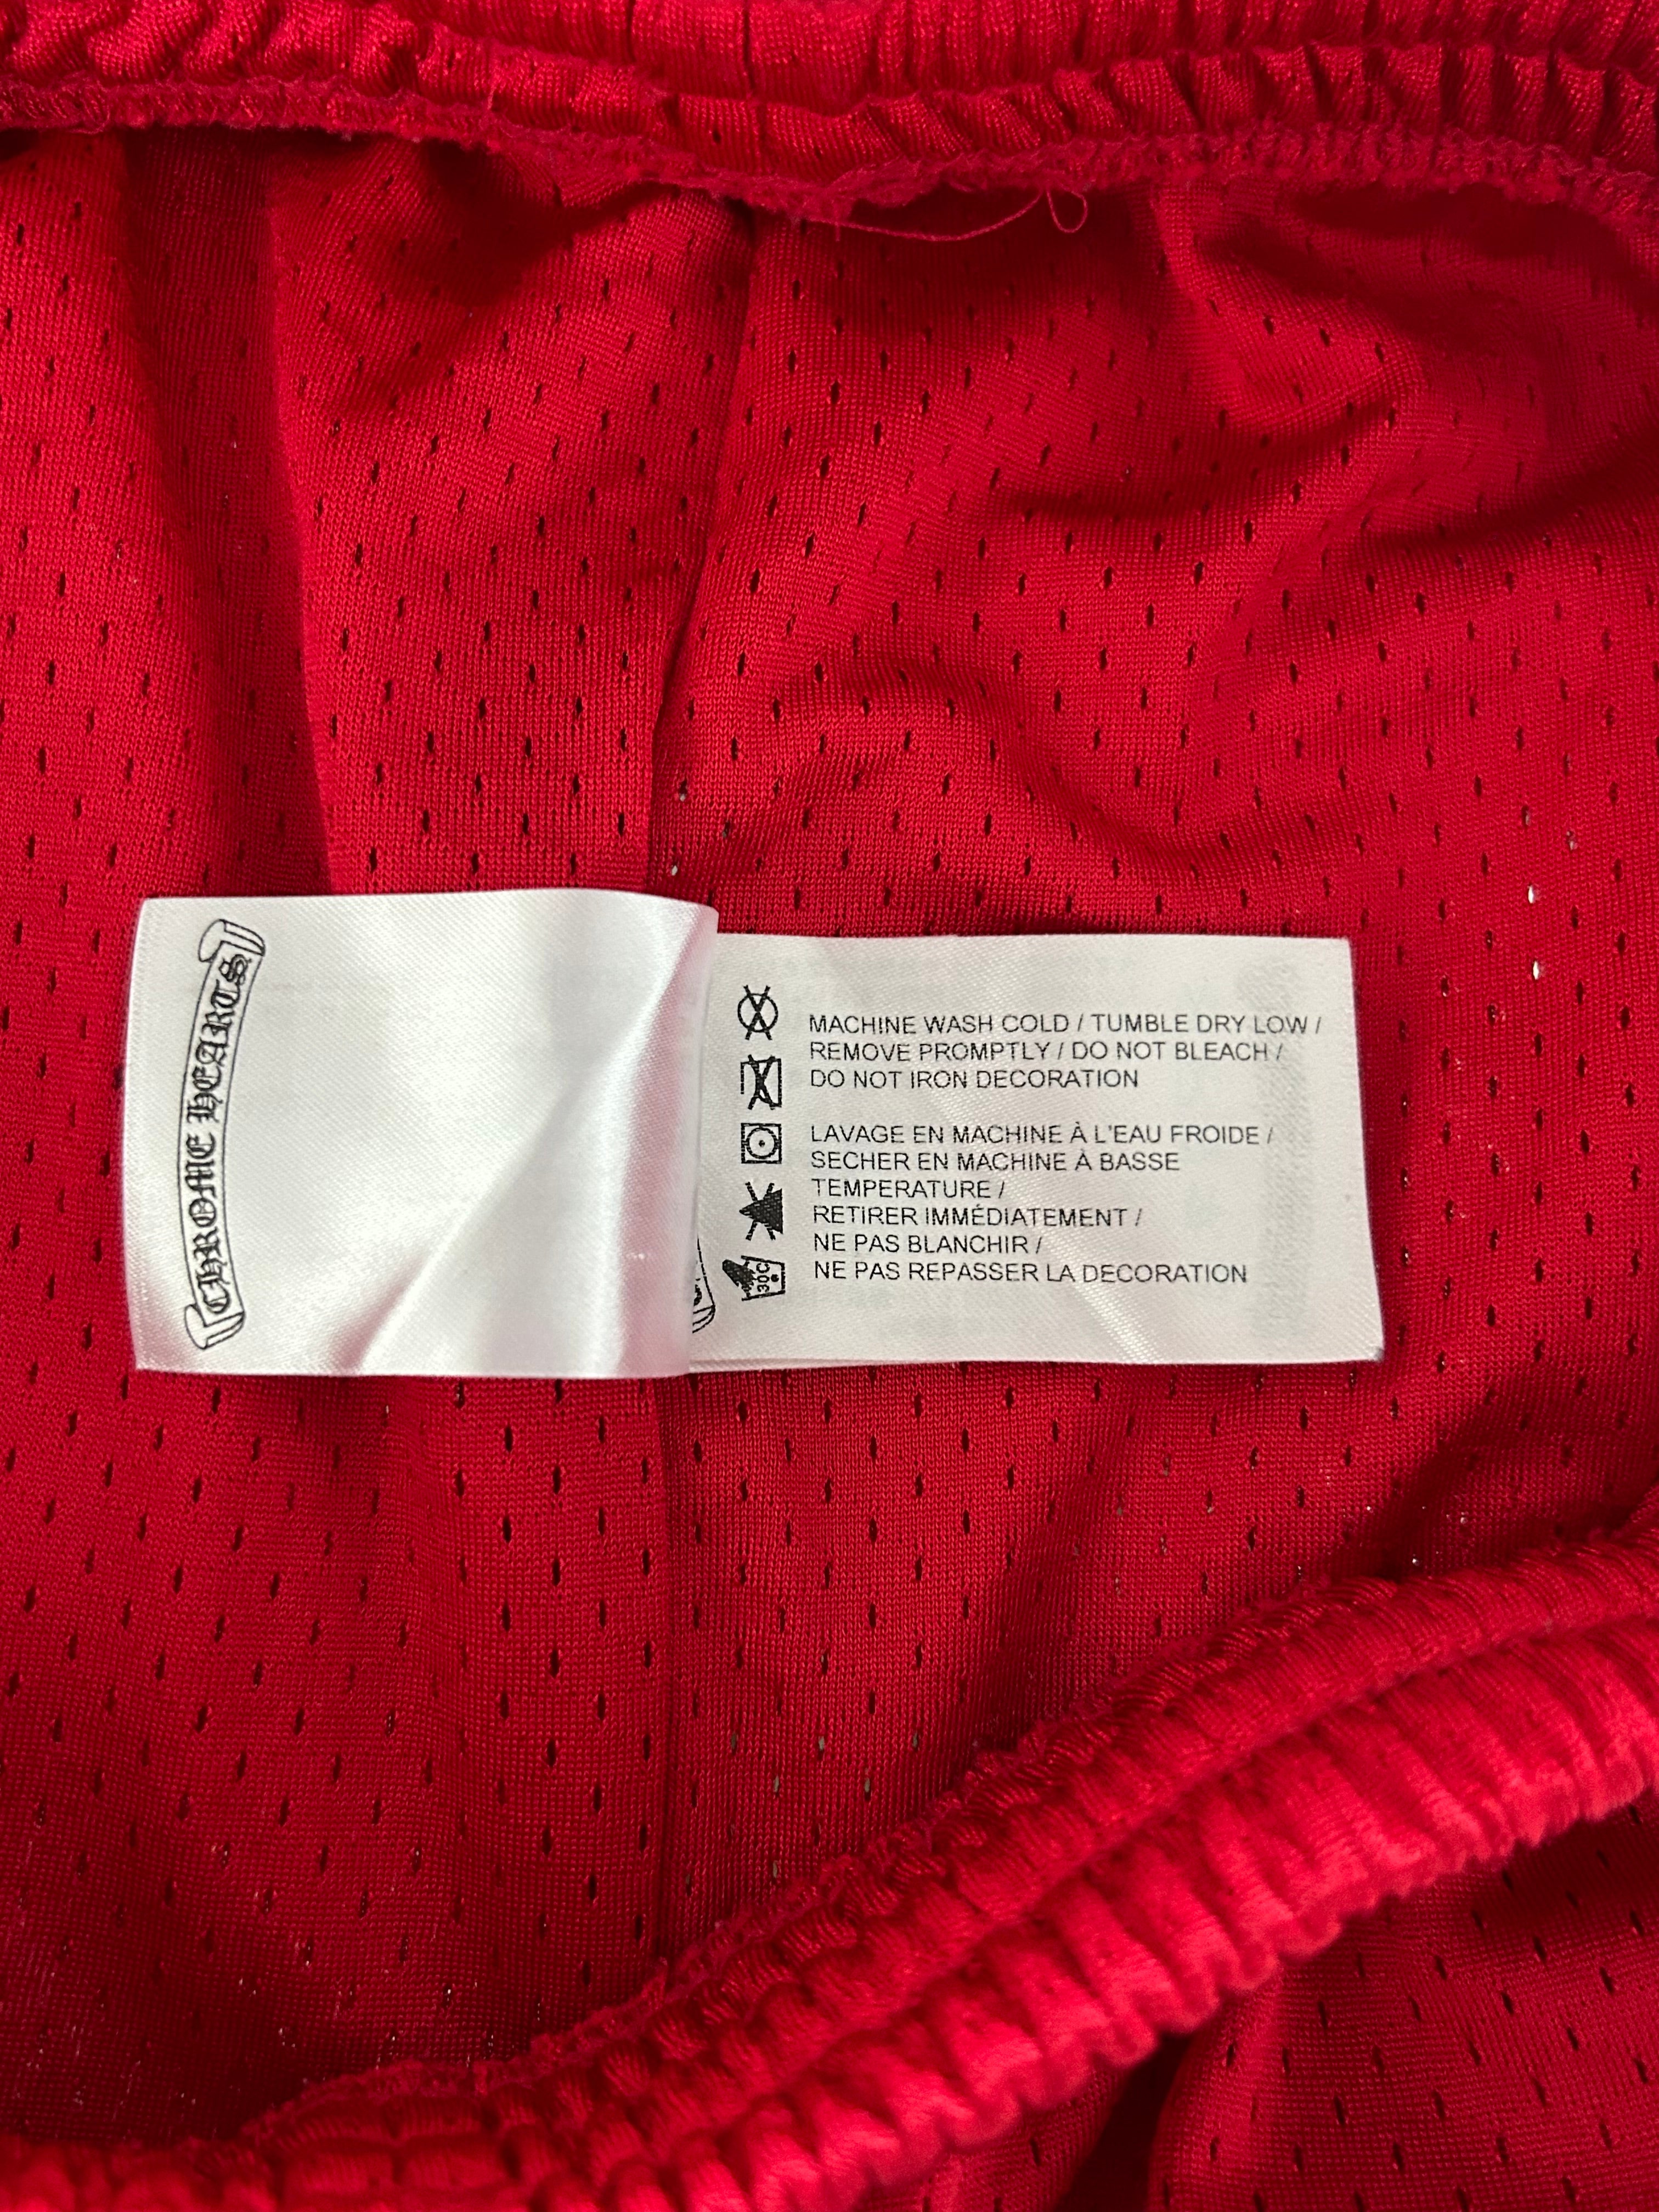 CHROME HEARTS
MACHINE WASH COLD / TUMBLE DRY LOW /
REMOVE PROMPTLY / DO NOT BLEACH /
DO NOT IRON DECORATION
LAVAGE EN MACHINE À L'EAU FROIDE /
SECHER EN MACHINE À BASSE
TEMPERATURE /
RETIRER IMMÉDIATEMENT /
NE PAS BLANCHIR /
NE PAS REPASSER LA DECORATION
30C